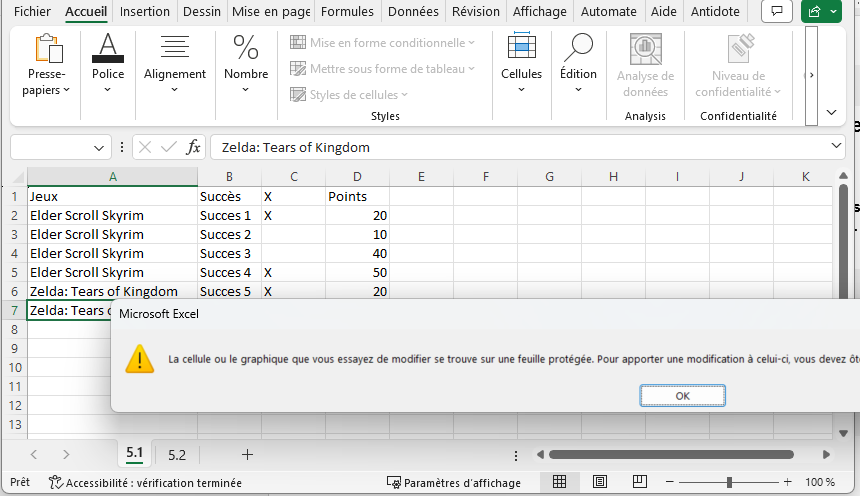 Fichier Accueil Insertion Dessin Mise en page Formules Données Révision Affichage Automate Aide Antidote
Presse-papiers
Police
Alignement
Nombre
Mise en forme conditionnelle
Mettre sous forme de tableau
Styles de cellules
Styles
Cellules
Édition
Analyse de données
Analysis
Niveau de confidentialité
Confidentialité
fx Zelda: Tears of Kingdom
A B C D E F G H I J K
1 Jeux Succès X Points
2 Elder Scroll Skyrim Succes 1 X 20
3 Elder Scroll Skyrim Succes 2 10
4 Elder Scroll Skyrim Succes 3 40
5 Elder Scroll Skyrim Succes 4 X 50
6 Zelda: Tears of Kingdom Succes 5 X 20
7 Zelda: Tears
8
9
10
11
12
13
Microsoft Excel
La cellule ou le graphique que vous essayez de modifier se trouve sur une feuille protégée. Pour apporter une modification à celui-ci, vous devez ôte
OK
5.1 5.2
Prêt Accessibilité : vérification terminée Paramètres d'affichage 100 %